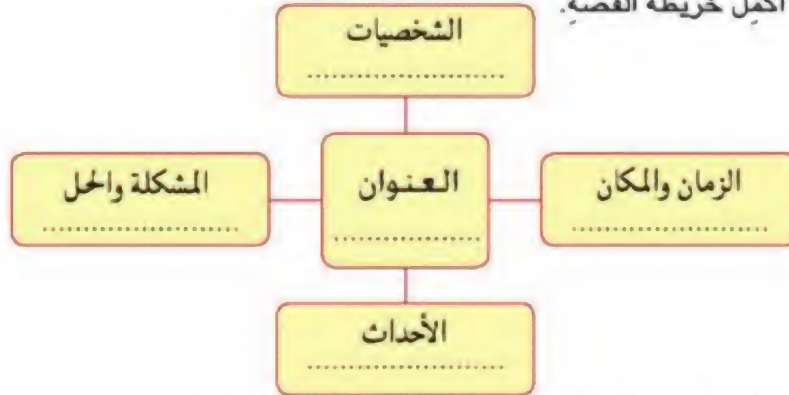 أكمل خريطة القصةِ.
الشخصيات
........................
الزمان والمكان
........................
العنوان
..................
المشكلة والحل
........................
الأحداث
........................